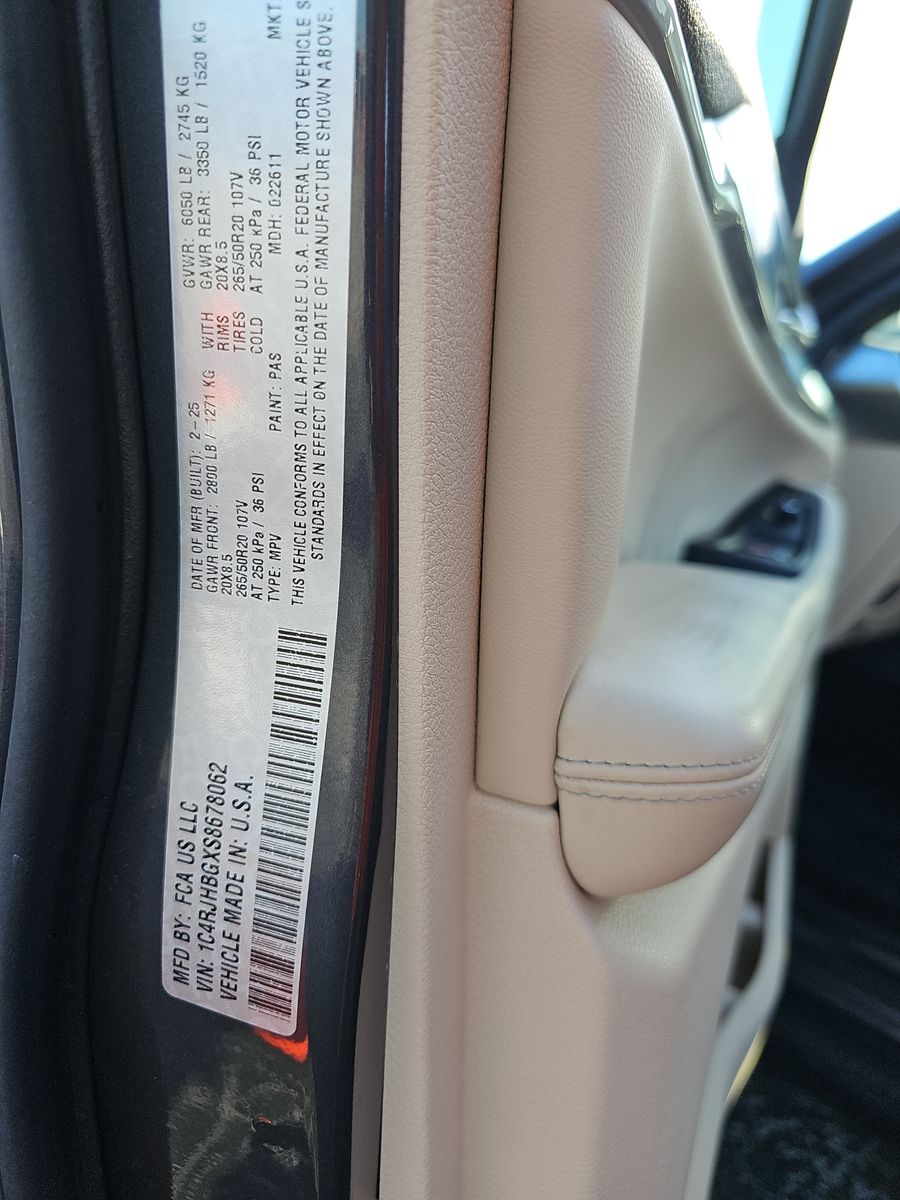 MFD BY: FCA US LLC
VIN: 1C4RJHBGXS8678062
VEHICLE MADE IN: U.S.A.
DATE OF MFR (BUILT): 2-25 GVWR: 6050 LB / 2745 KG
GAWR FRONT: 2800 LB / 1271 KG WITH GAWR REAR: 3350 LB / 1520 KG
20X8.5 RIMS 20X8.5
265/50R20 107V TIRES 265/50R20 107V
AT 250 kPa / 36 PSI COLD AT 250 kPa / 36 PSI
TYPE: MPV PAINT: PAS MDH: 022611 MKT
THIS VEHICLE CONFORMS TO ALL APPLICABLE U.S.A. FEDERAL MOTOR VEHICLE S
STANDARDS IN EFFECT ON THE DATE OF MANUFACTURE SHOWN ABOVE.